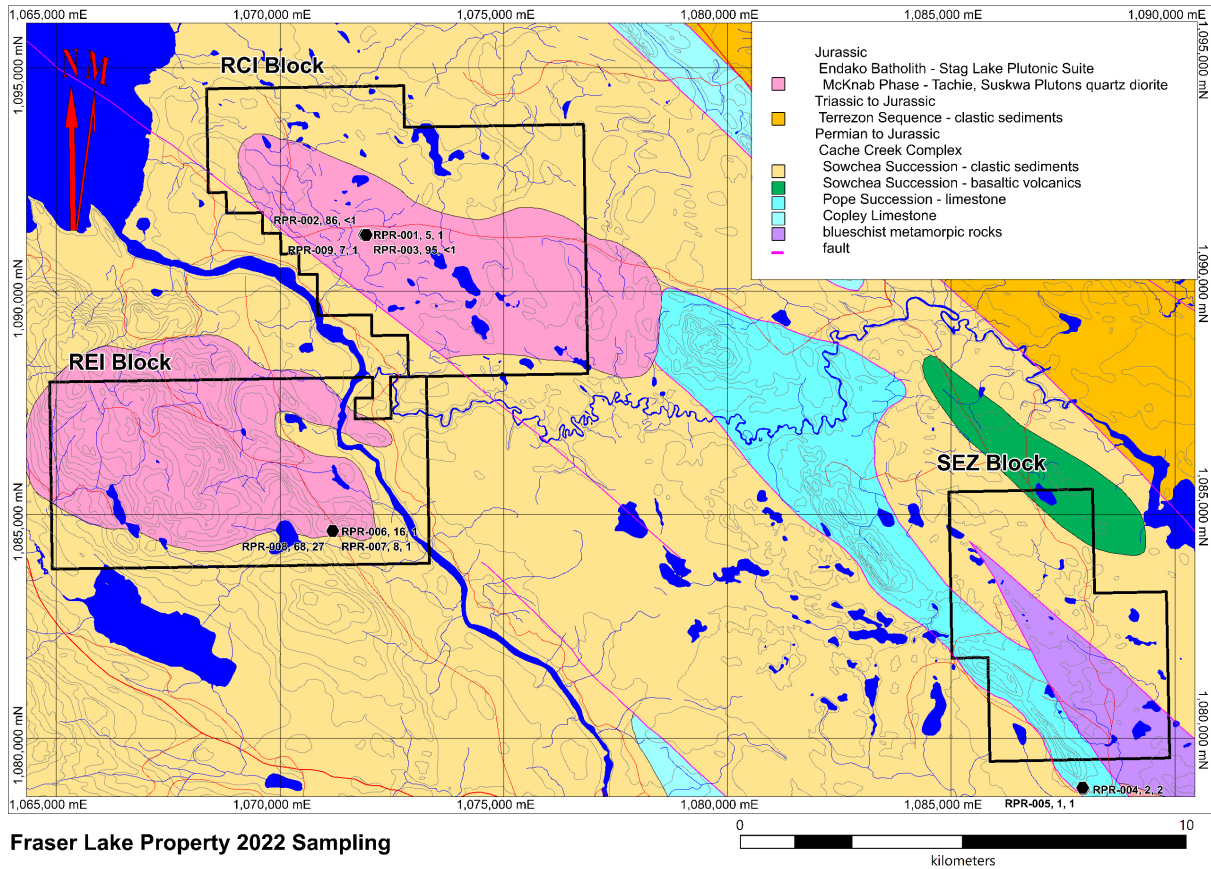 1,065,000 mE
1,070,000 mE
1,075,000 mE
1,080,000 mE
1,085,000 mE
1,090,000 mE
1,095,000 mN
1,095,000 mN
N M
RCI Block
Jurassic
Endako Batholith - Stag Lake Plutonic Suite
McKnab Phase - Tachie, Suskwa Plutons quartz diorite
Triassic to Jurassic
Terrezon Sequence - clastic sediments
Permian to Jurassic
Cache Creek Complex
Sowchea Succession - clastic sediments
Sowchea Succession - basaltic volcanics
Pope Succession - limestone
Copley Limestone
blueschist metamorpic rocks
fault
RPR-002, 86, <1
RPR-001, 5, 1
RPR-009, 7, 1
RPR-003, 95, <1
1,090,000 mN
1,090,000 mN
REI Block
SEZ Block
1,085,000 mN
1,085,000 mN
RPR-006, 16, 1
RPR-008, 68, 27
RPR-007, 8, 1
1,080,000 mN
1,080,000 mN
RPR-004, 2, 2
RPR-005, 1, 1
1,065,000 mE
1,070,000 mE
1,075,000 mE
1,080,000 mE
1,085,000 mE
1,090,000 mE
Fraser Lake Property 2022 Sampling
0
10
kilometers